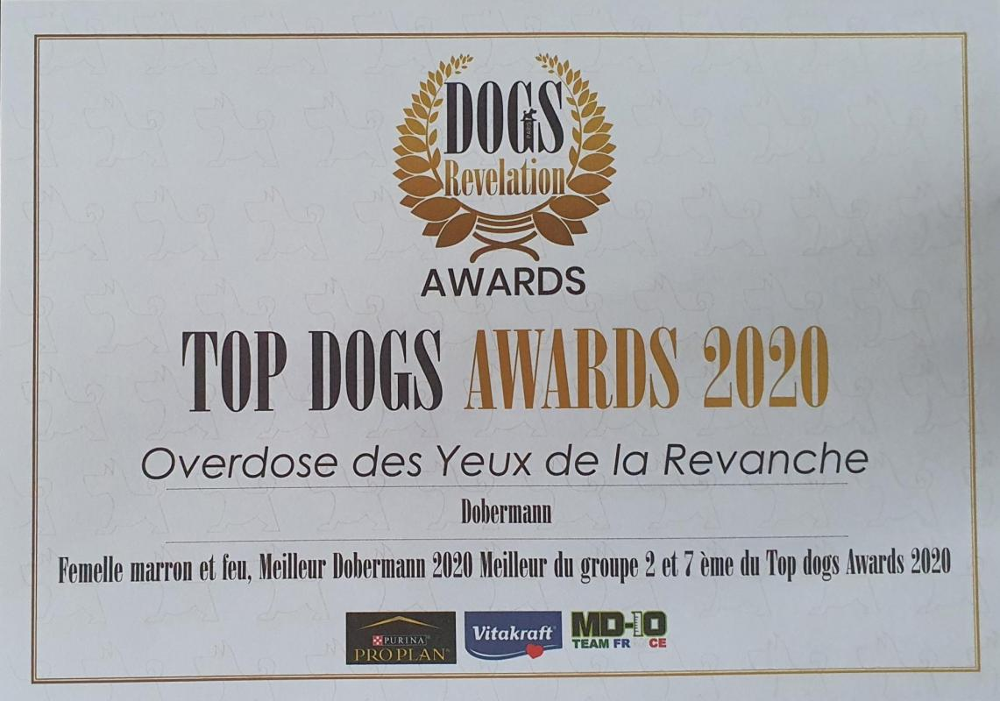 DOGS
PARIS
Revelation
AWARDS
TOP DOGS AWARDS 2020
Overdose des Yeux de la Revanche
Dobermann
Femelle marron et feu, Meilleur Dobermann 2020 Meilleur du groupe 2 et 7 ème du Top dogs Awards 2020
PURINA
PRO PLAN
Vitakraft
MD-10
TEAM FR CE